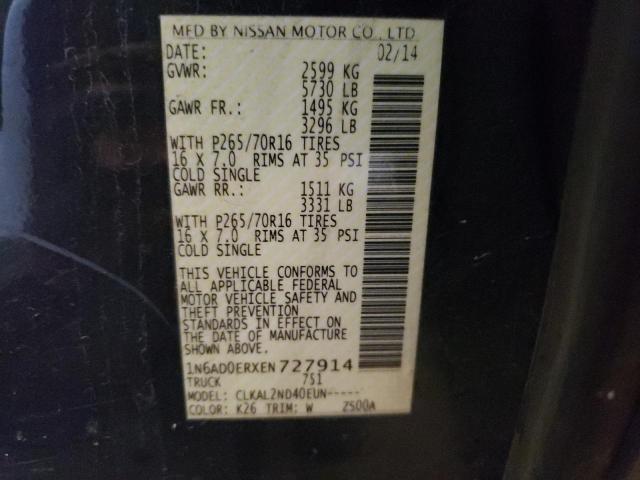 MFD BY NISSAN MOTOR CO., LTD.
DATE: 02/14
GVWR: 2599 KG
5730 LB
GAWR FR.: 1495 KG
3296 LB
WITH P265/70R16 TIRES
16 X 7.0 RIMS AT 35 PSI
COLD SINGLE
GAWR RR.: 1511 KG
3331 LB
WITH P265/70R16 TIRES
16 X 7.0 RIMS AT 35 PSI
COLD SINGLE
THIS VEHICLE CONFORMS TO
ALL APPLICABLE FEDERAL
MOTOR VEHICLE SAFETY AND
THEFT PREVENTION
STANDARDS IN EFFECT ON
THE DATE OF MANUFACTURE
SHOWN ABOVE.
1N6AD0ERXEN727914
TRUCK 751
MODEL: CLKAL2ND40EUN-----
COLOR: K26 TRIM: W ZS00A